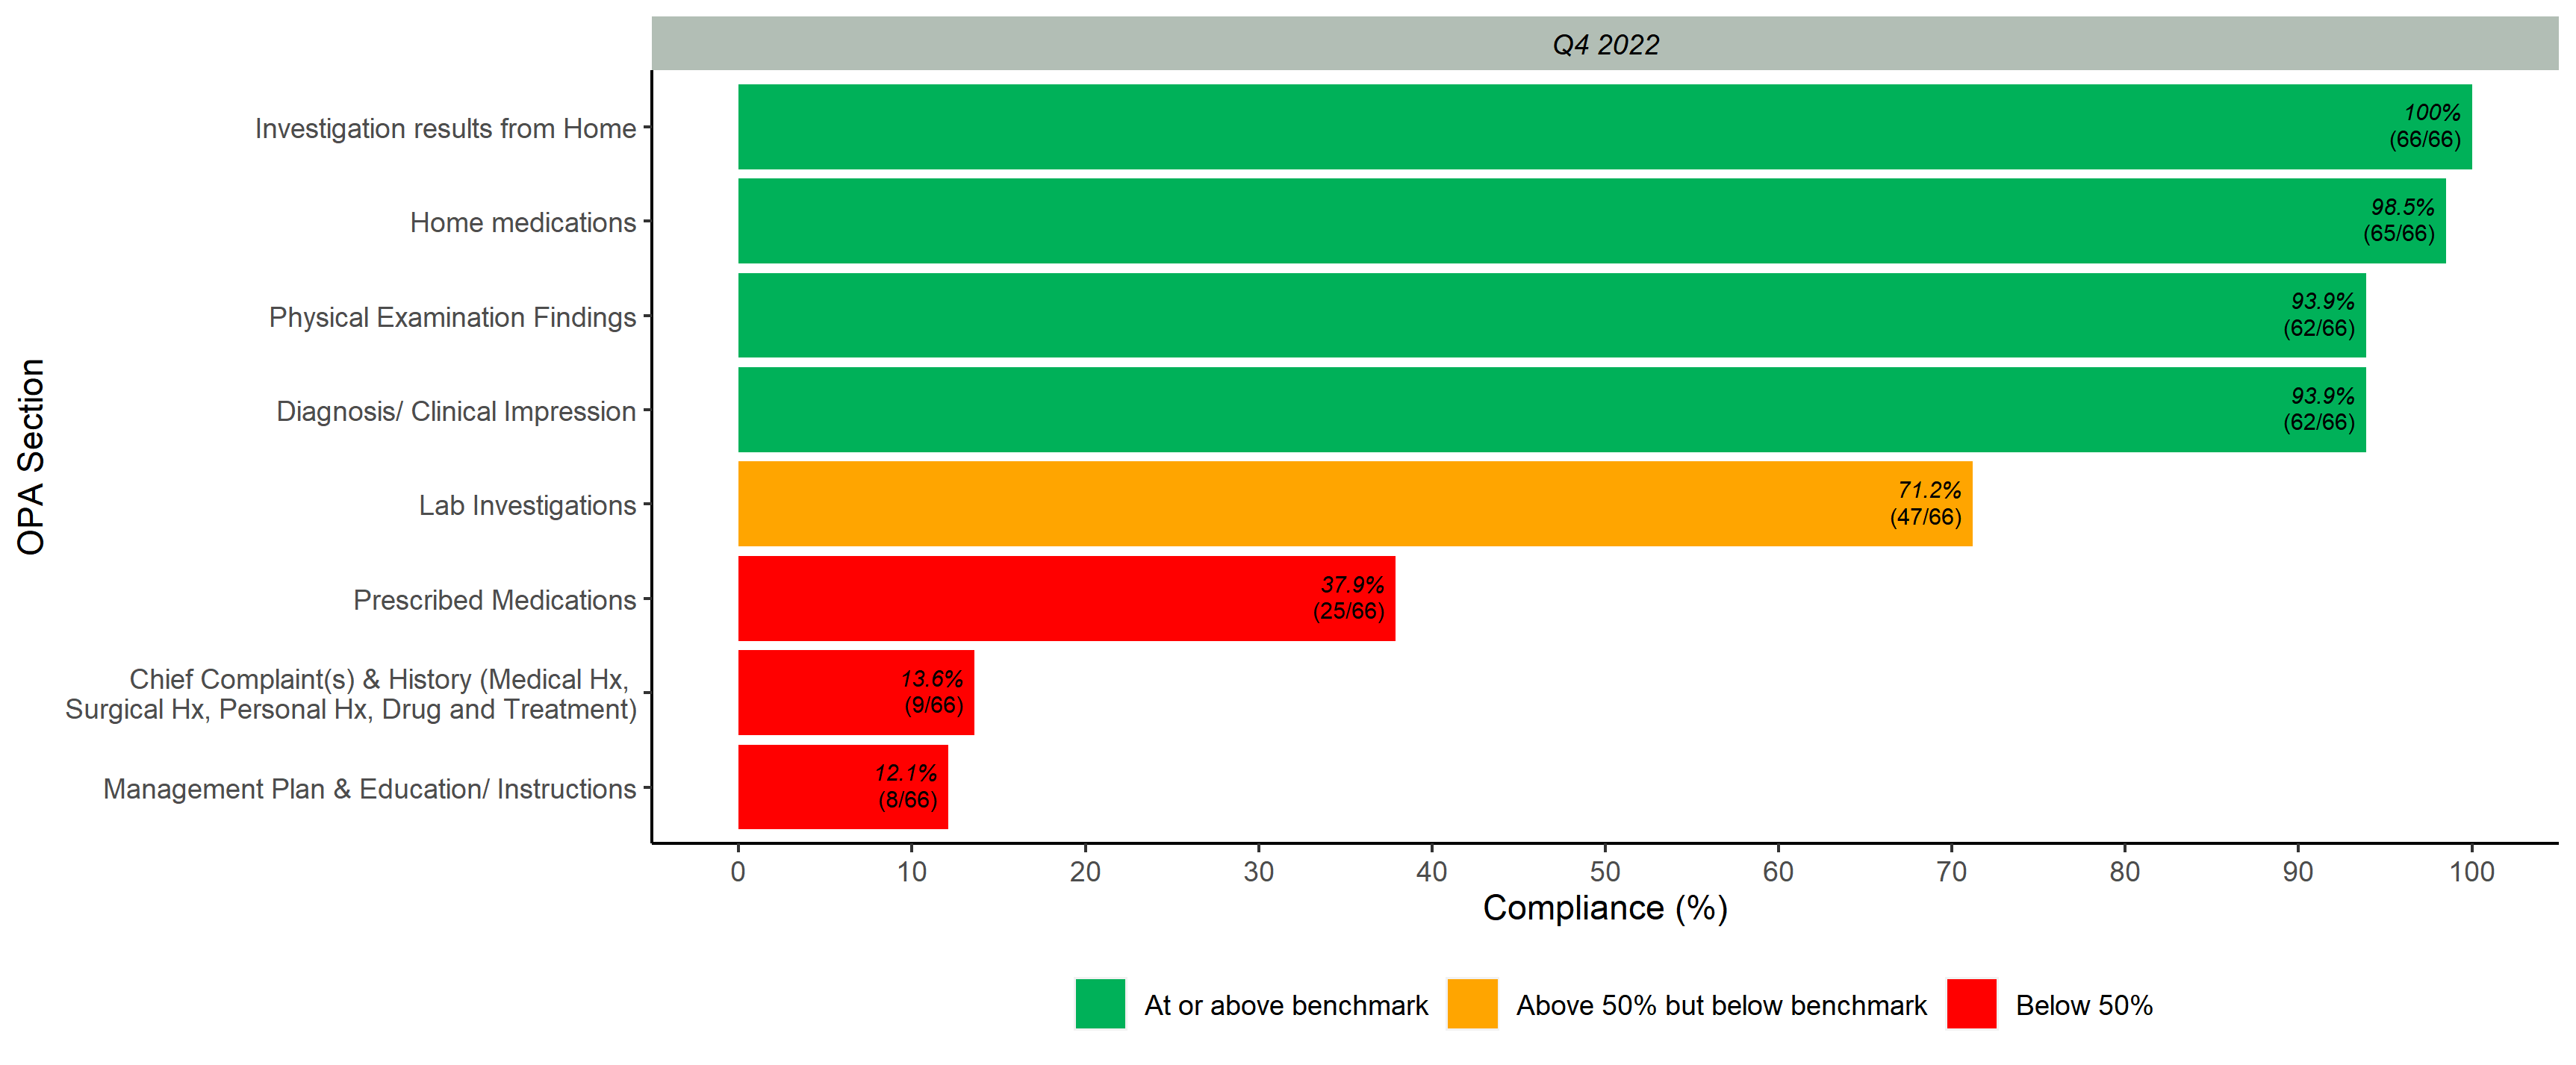 Q4 2022
OPA Section
Investigation results from Home
100%
(66/66)
Home medications
98.5%
(65/66)
Physical Examination Findings
93.9%
(62/66)
Diagnosis/ Clinical Impression
93.9%
(62/66)
Lab Investigations
71.2%
(47/66)
Prescribed Medications
37.9%
(25/66)
Chief Complaint(s) & History (Medical Hx,
Surgical Hx, Personal Hx, Drug and Treatment)
13.6%
(9/66)
Management Plan & Education/ Instructions
12.1%
(8/66)
0 10 20 30 40 50 60 70 80 90 100
Compliance (%)
At or above benchmark Above 50% but below benchmark Below 50%